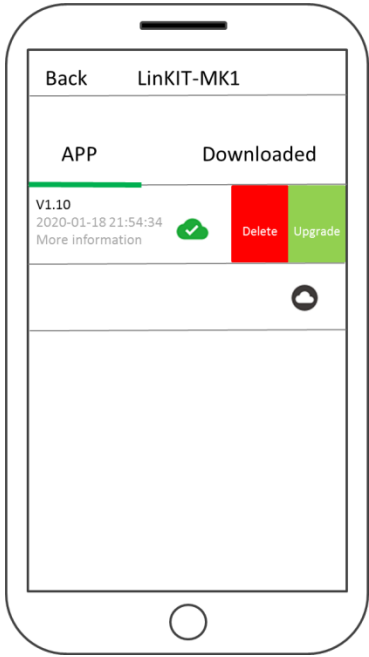 Back LinKIT-MK1
APP Downloaded
V1.10
2020-01-18 21:54:34
More information
Delete Upgrade